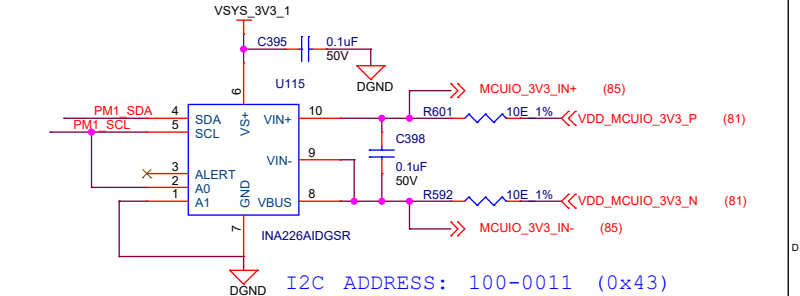 VSYS_3V3_1
C395
0.1uF
50V
DGND
U115
MCUIO_3V3_IN+ (85)
PM1_SDA 4 SDA
PM1_SCL 5 SCL
6 VS+
VIN+ 10
R601 10E_1% VDD_MCUIO_3V3_P (81)
C398
0.1uF
50V
VIN- 9
3 ALERT
2 A0
1 A1
GND 7
VBUS 8
R592 10E_1% VDD_MCUIO_3V3_N (81)
MCUIO_3V3_IN- (85)
INA226AIDGSR
D
DGND
I2C ADDRESS: 100-0011 (0x43)